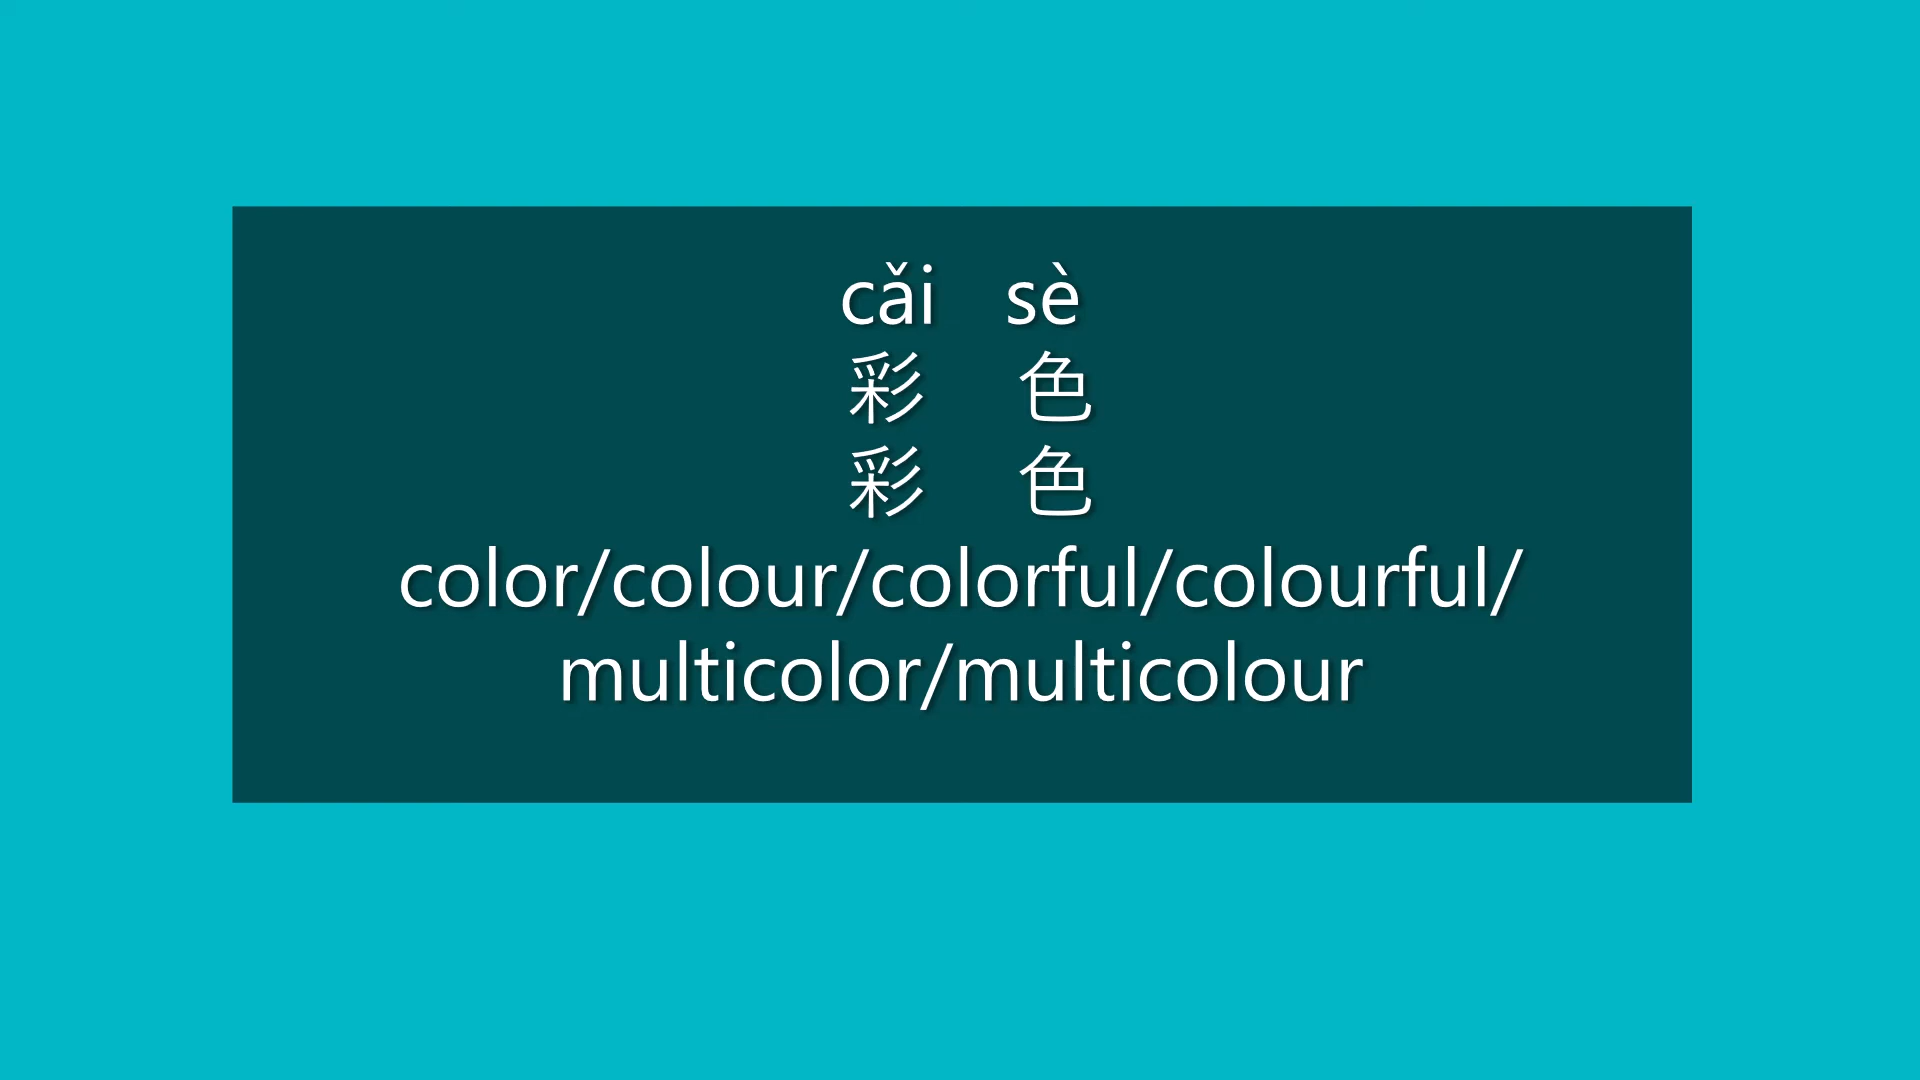 cǎi sè
彩 色
彩 色
color/colour/colorful/colourful/
multicolor/multicolour